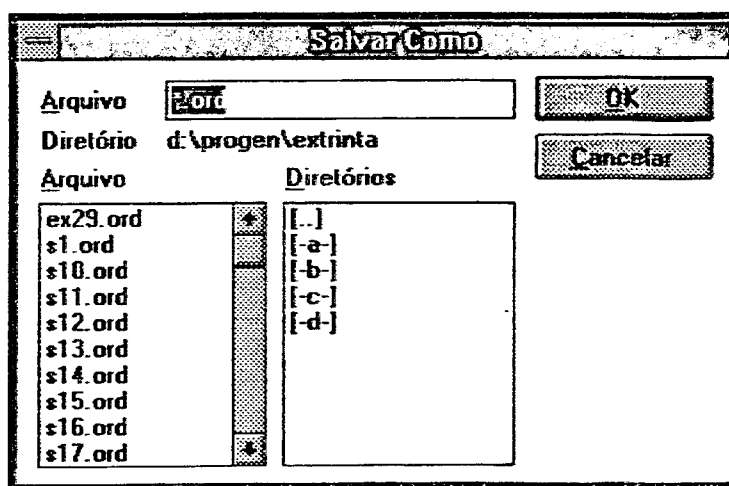 Salvar Como
Arquivo *.ord OK
Diretório d:\progen\extrinta
Cancelar
Arquivo Diretórios
ex29.ord [..]
s1.ord [-a-]
s10.ord [-b-]
s11.ord [-c-]
s12.ord [-d-]
s13.ord
s14.ord
s15.ord
s16.ord
s17.ord